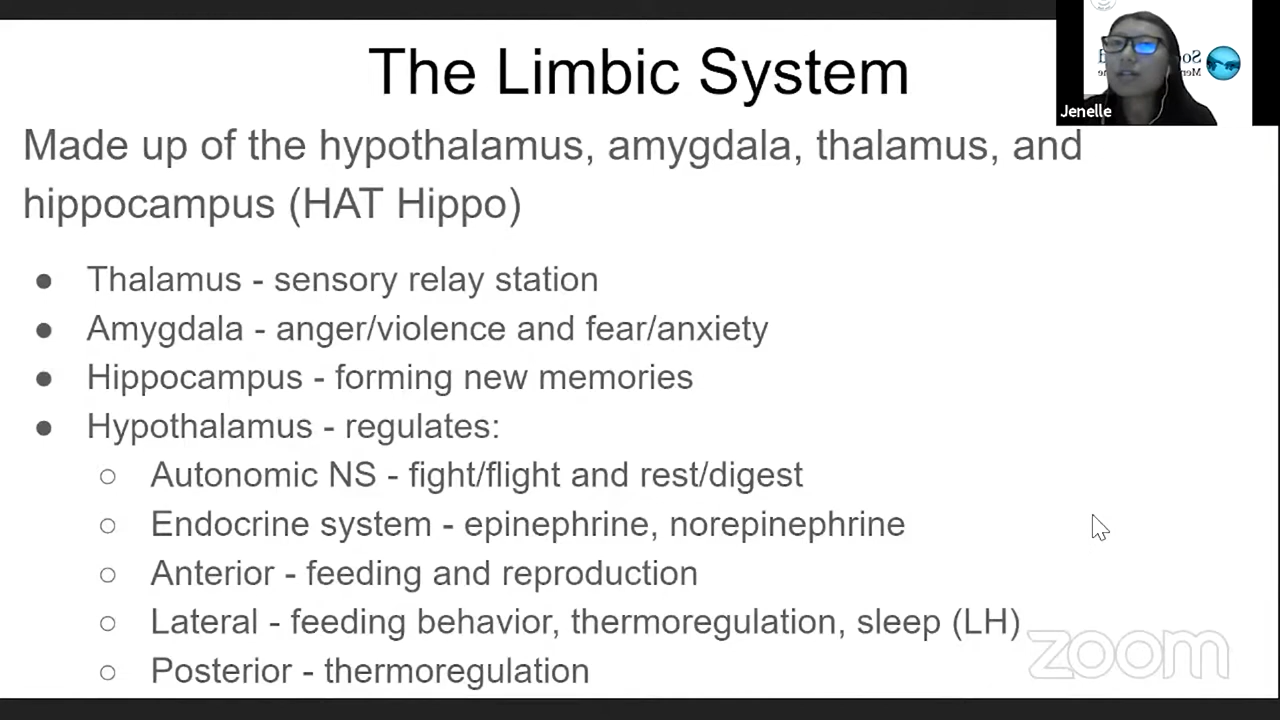 The Limbic System
Jenelle
Made up of the hypothalamus, amygdala, thalamus, and
hippocampus (HAT Hippo)
● Thalamus - sensory relay station
● Amygdala - anger/violence and fear/anxiety
● Hippocampus - forming new memories
● Hypothalamus - regulates:
○ Autonomic NS - fight/flight and rest/digest
○ Endocrine system - epinephrine, norepinephrine
○ Anterior - feeding and reproduction
○ Lateral - feeding behavior, thermoregulation, sleep (LH)
○ Posterior - thermoregulation
zoom